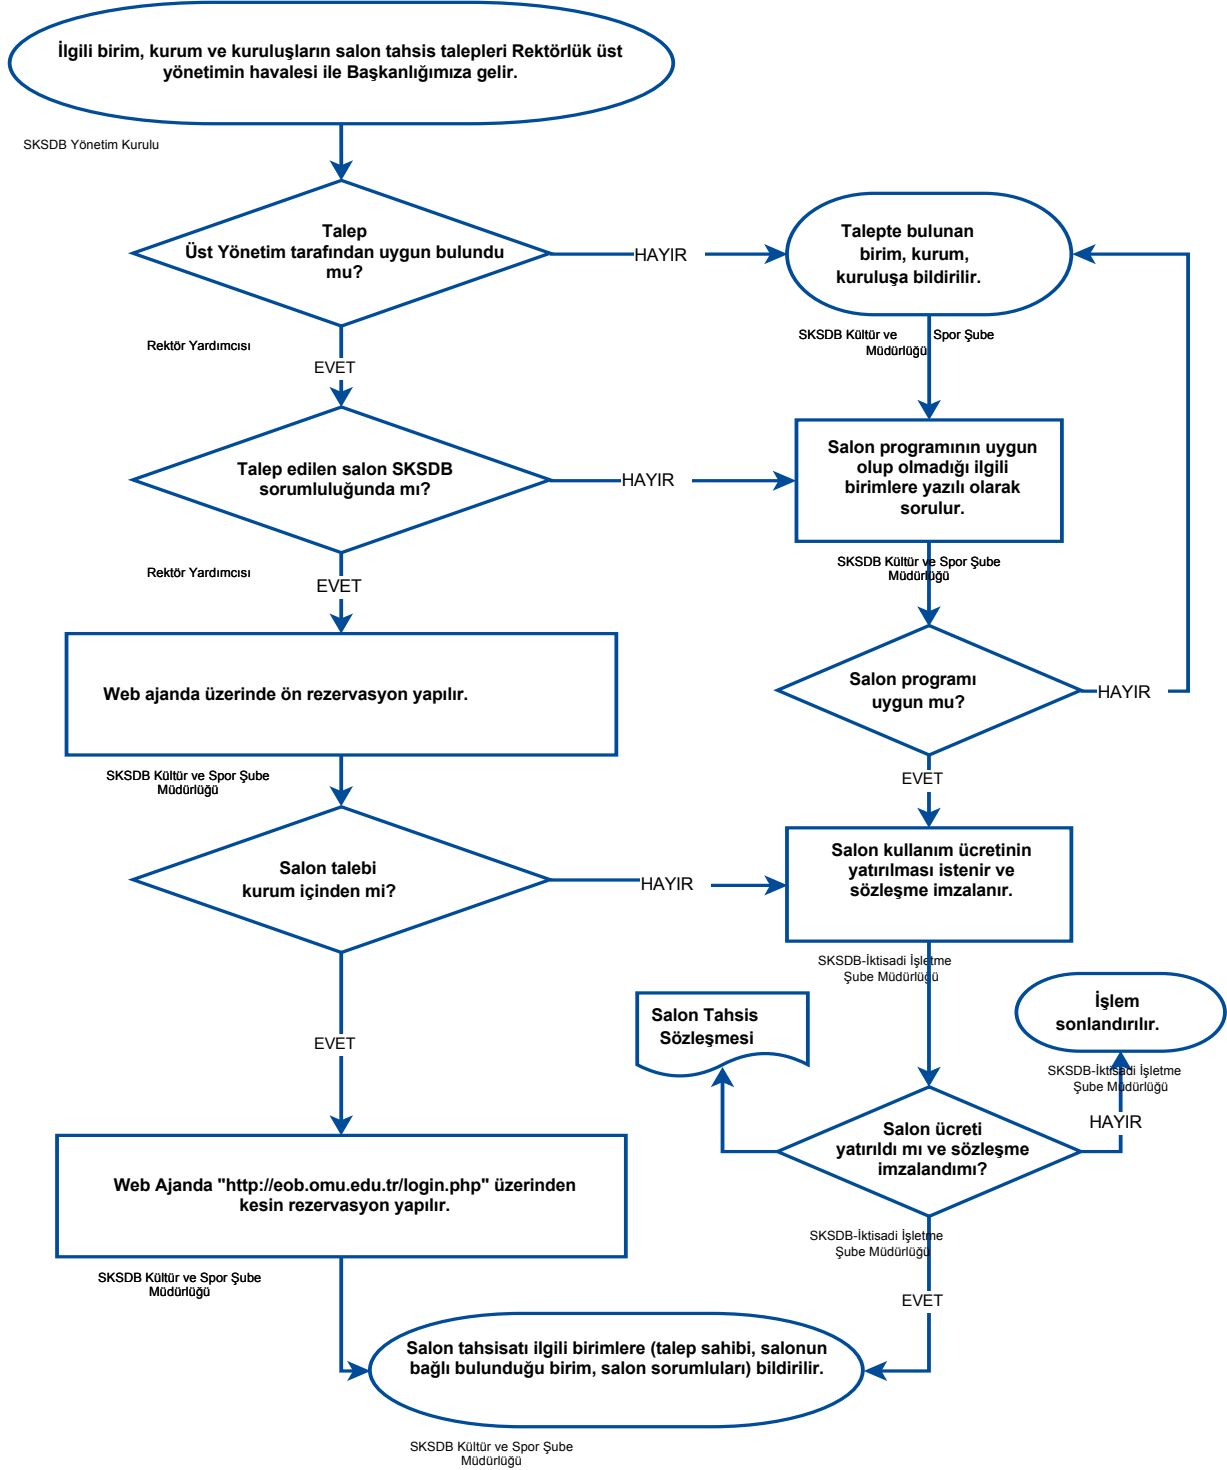 İlgili birim, kurum ve kuruluşların salon tahsis talepleri Rektörlük üst
yönetimin havalesi ile Başkanlığımıza gelir.
SKSDB Yönetim Kurulu
Talep
Üst Yönetim tarafından uygun bulundu
mu?
HAYIR
Talepte bulunan
birim, kurum,
kuruluşa bildirilir.
Rektör Yardımcısı
EVET
SKSDB Kültür ve Spor Şube
Müdürlüğü
Talep edilen salon SKSDB
sorumluluğunda mı?
HAYIR
Salon programının uygun
olup olmadığı ilgili
birimlere yazılı olarak
sorulur.
Rektör Yardımcısı
EVET
SKSDB Kültür ve Spor Şube
Müdürlüğü
Web ajanda üzerinde ön rezervasyon yapılır.
Salon programı
uygun mu?
HAYIR
SKSDB Kültür ve Spor Şube
Müdürlüğü
EVET
Salon talebi
kurum içinden mi?
HAYIR
Salon kullanım ücretinin
yatırılması istenir ve
sözleşme imzalanır.
SKSDB-İktisadi İşletme
Şube Müdürlüğü
Salon Tahsis
Sözleşmesi
İşlem
sonlandırılır.
EVET
SKSDB-İktisadi İşletme
Şube Müdürlüğü
HAYIR
Salon ücreti
yatırıldı mı ve sözleşme
imzalandımı?
Web Ajanda "http://eob.omu.edu.tr/login.php" üzerinden
kesin rezervasyon yapılır.
SKSDB-İktisadi İşletme
Şube Müdürlüğü
SKSDB Kültür ve Spor Şube
Müdürlüğü
EVET
Salon tahsisatı ilgili birimlere (talep sahibi, salonun
bağlı bulunduğu birim, salon sorumluları) bildirilir.
SKSDB Kültür ve Spor Şube
Müdürlüğü